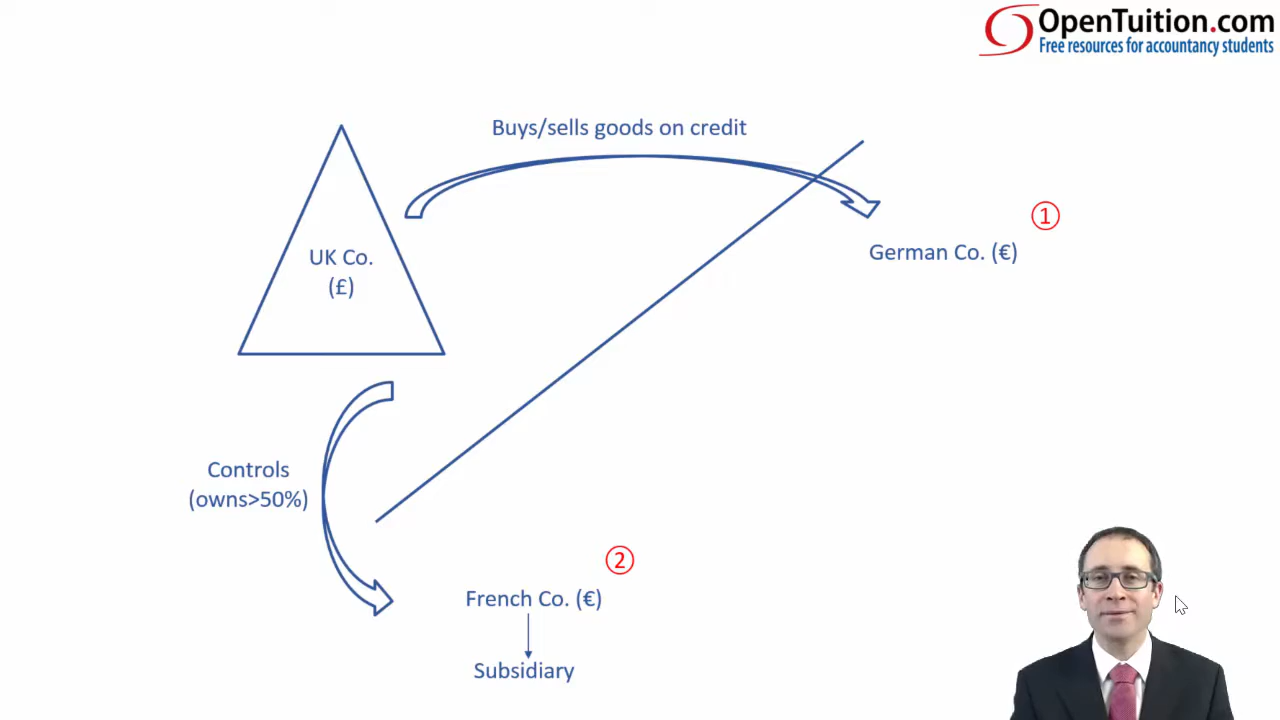 OpenTuition.com
Free resources for accountancy students
Buys/sells goods on credit
①
UK Co.
(£)
German Co. (€)
Controls
(owns>50%)
②
French Co. (€)
Subsidiary